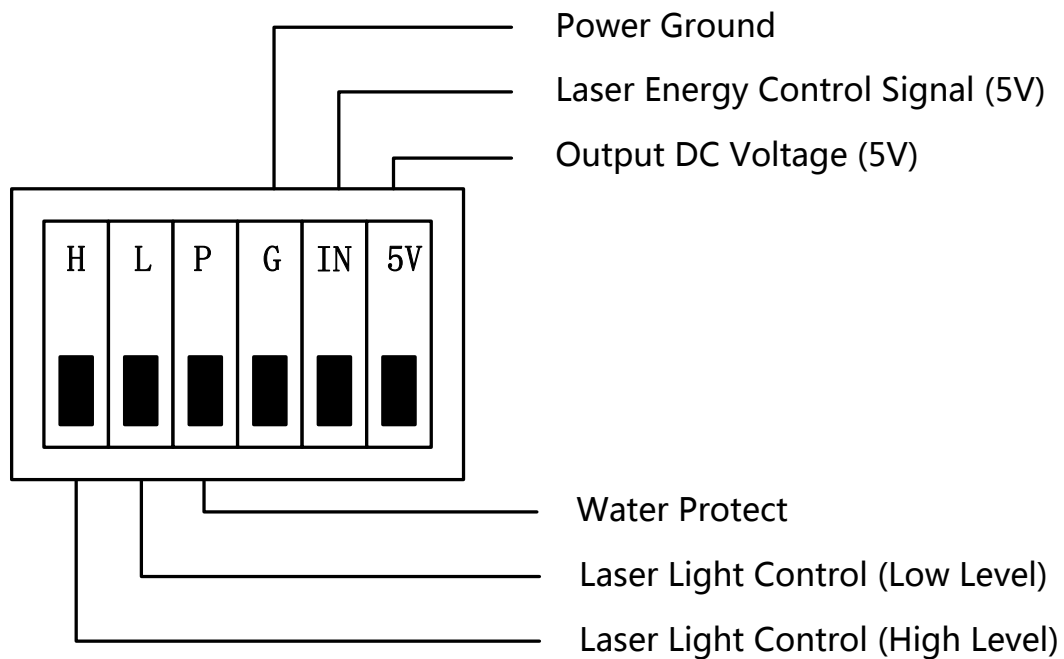 Power Ground
Laser Energy Control Signal (5V)
Output DC Voltage (5V)
H L P G IN 5V
Water Protect
Laser Light Control (Low Level)
Laser Light Control (High Level)